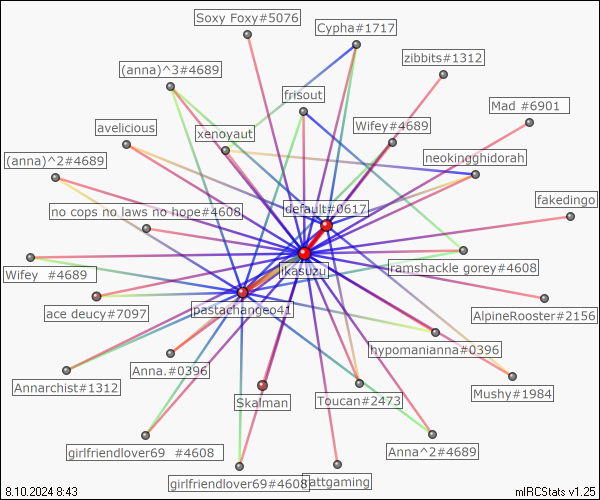 Soxy Foxy#5076
Cypha#1717
zibbits#1312
(anna)^3#4689
frisout
Mad #6901
avelicious
xenoyaut
Wifey#4689
(anna)^2#4689
neokingghidorah
no cops no laws no hope#4608
default#0617
fakedingo
Wifey #4689
ikasuzu
ramshackle gorey#4608
ace deucy#7097
pastachangeo41
AlpineRooster#2156
hypomanianna#0396
Annarchist#1312
Anna.#0396
Skalman
Toucan#2473
Mushy#1984
girlfriendlover69 #4608
Anna^2#4689
girlfriendlover69#4608
attgaming
8.10.2024 8:43
mIRCStats v1.25